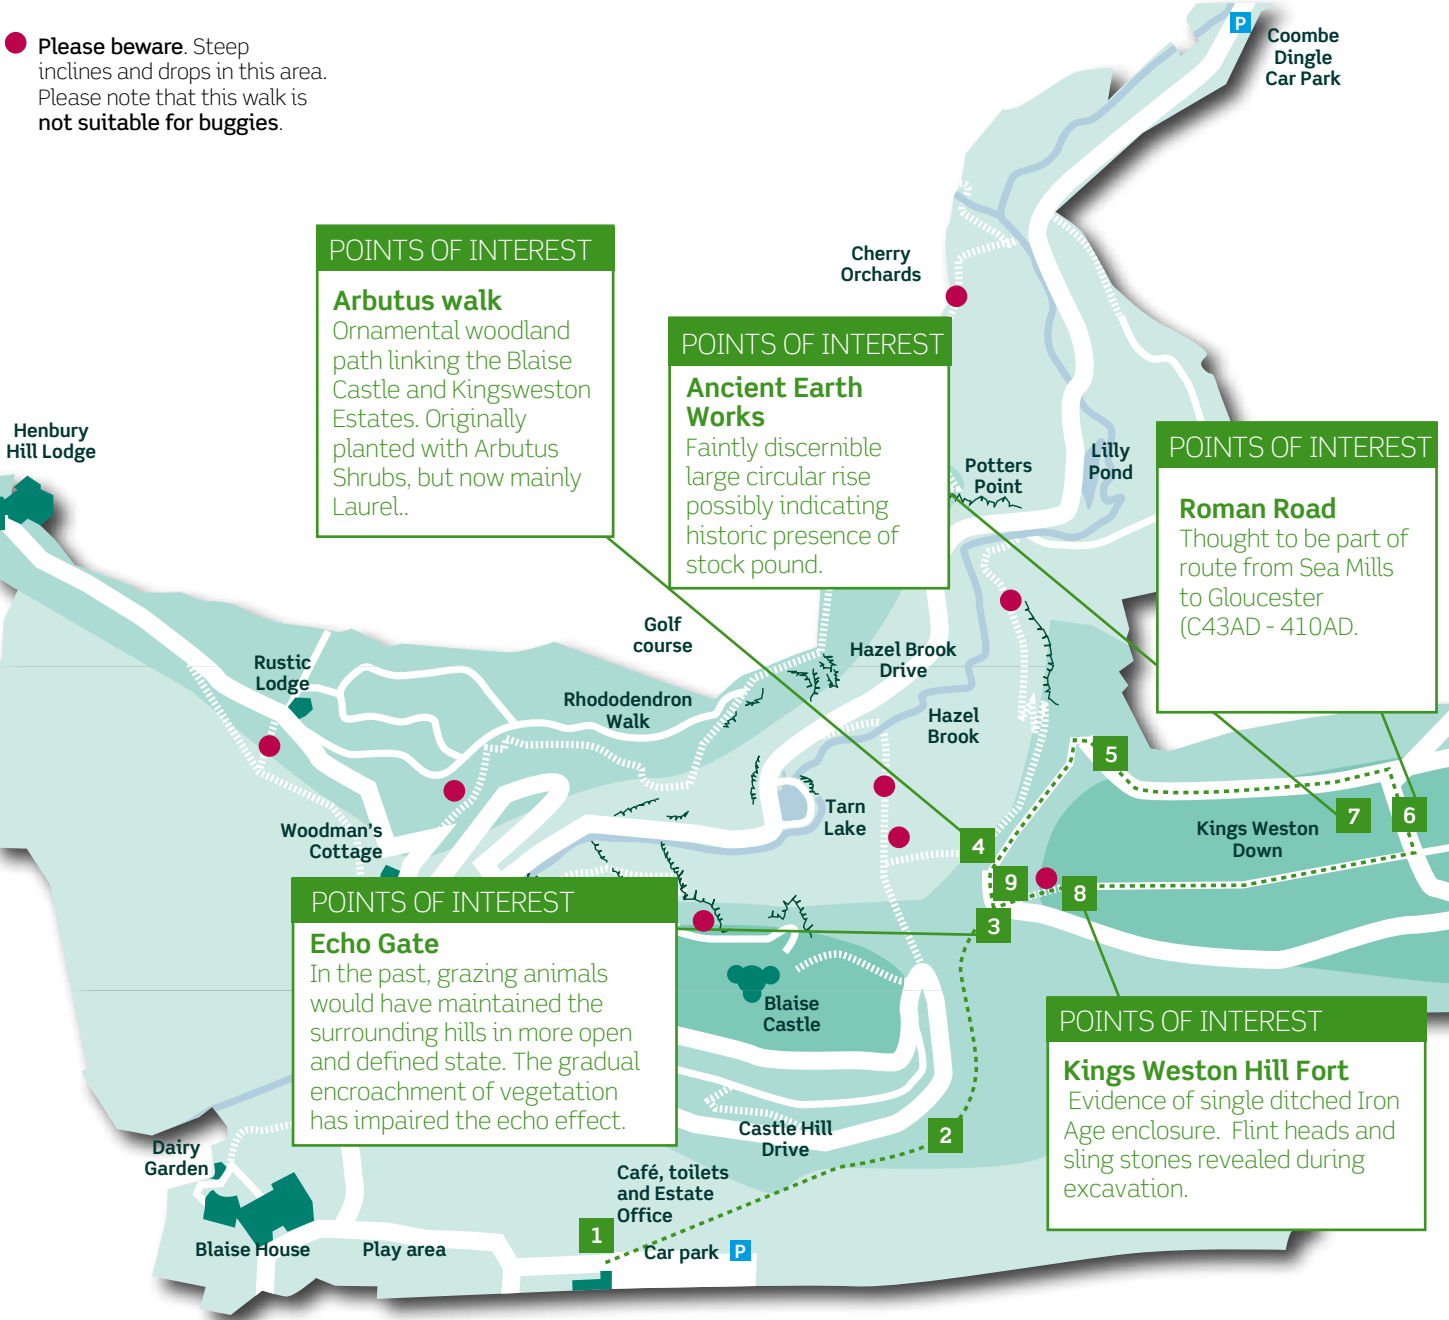 Please beware. Steep
inclines and drops in this area.
Please note that this walk is
not suitable for buggies.
P
Coombe
Dingle
Car Park
POINTS OF INTEREST
Arbutus walk
Ornamental woodland
path linking the Blaise
Castle and Kingsweston
Estates. Originally
planted with Arbutus
Shrubs, but now mainly
Laurel..
Cherry
Orchards
POINTS OF INTEREST
Ancient Earth
Works
Faintly discernible
large circular rise
possibly indicating
historic presence of
stock pound.
Henbury
Hill Lodge
Potters
Point
Lilly
Pond
POINTS OF INTEREST
Roman Road
Thought to be part of
route from Sea Mills
to Gloucester
(C43AD - 410AD.
Golf
course
Rustic
Lodge
Rhododendron
Walk
Hazel Brook
Drive
Hazel
Brook
5
Tarn
Lake
Woodman's
Cottage
4
Kings Weston
Down
7
6
9
8
3
POINTS OF INTEREST
Echo Gate
In the past, grazing animals
would have maintained the
surrounding hills in more open
and defined state. The gradual
encroachment of vegetation
has impaired the echo effect.
Blaise
Castle
POINTS OF INTEREST
Kings Weston Hill Fort
Evidence of single ditched Iron
Age enclosure. Flint heads and
sling stones revealed during
excavation.
Castle Hill
Drive
2
Dairy
Garden
Café, toilets
and Estate
Office
1
Blaise House
Play area
Car park P